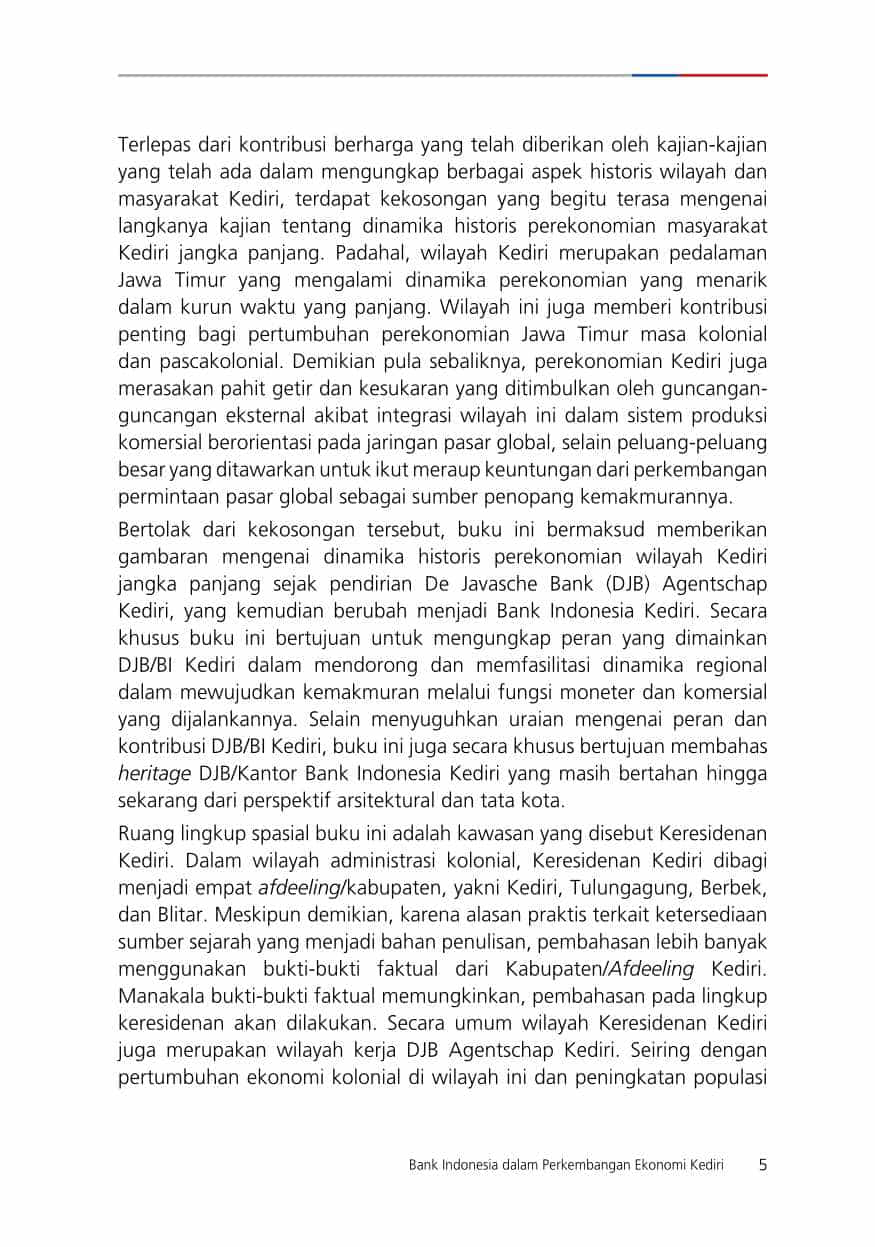 Terlepas dari kontribusi berharga yang telah diberikan oleh kajian-kajian
yang telah ada dalam mengungkap berbagai aspek historis wilayah dan
masyarakat Kediri, terdapat kekosongan yang begitu terasa mengenai
langkanya kajian tentang dinamika historis perekonomian masyarakat
Kediri jangka panjang. Padahal, wilayah Kediri merupakan pedalaman
Jawa Timur yang mengalami dinamika perekonomian yang menarik
dalam kurun waktu yang panjang. Wilayah ini juga memberi kontribusi
penting bagi pertumbuhan perekonomian Jawa Timur masa kolonial
dan pascakolonial. Demikian pula sebaliknya, perekonomian Kediri juga
merasakan pahit getir dan kesukaran yang ditimbulkan oleh guncangan-
guncangan eksternal akibat integrasi wilayah ini dalam sistem produksi
komersial berorientasi pada jaringan pasar global, selain peluang-peluang
besar yang ditawarkan untuk ikut meraup keuntungan dari perkembangan
permintaan pasar global sebagai sumber penopang kemakmurannya.
Bertolak dari kekosongan tersebut, buku ini bermaksud memberikan
gambaran mengenai dinamika historis perekonomian wilayah Kediri
jangka panjang sejak pendirian De Javasche Bank (DJB) Agentschap
Kediri, yang kemudian berubah menjadi Bank Indonesia Kediri. Secara
khusus buku ini bertujuan untuk mengungkap peran yang dimainkan
DJB/BI Kediri dalam mendorong dan memfasilitasi dinamika regional
dalam mewujudkan kemakmuran melalui fungsi moneter dan komersial
yang dijalankannya. Selain menyuguhkan uraian mengenai peran dan
kontribusi DJB/BI Kediri, buku ini juga secara khusus bertujuan membahas
heritage DJB/Kantor Bank Indonesia Kediri yang masih bertahan hingga
sekarang dari perspektif arsitektural dan tata kota.
Ruang lingkup spasial buku ini adalah kawasan yang disebut Keresidenan
Kediri. Dalam wilayah administrasi kolonial, Keresidenan Kediri dibagi
menjadi empat afdeeling/kabupaten, yakni Kediri, Tulungagung, Berbek,
dan Blitar. Meskipun demikian, karena alasan praktis terkait ketersediaan
sumber sejarah yang menjadi bahan penulisan, pembahasan lebih banyak
menggunakan bukti-bukti faktual dari Kabupaten/Afdeeling Kediri.
Manakala bukti-bukti faktual memungkinkan, pembahasan pada lingkup
keresidenan akan dilakukan. Secara umum wilayah Keresidenan Kediri
juga merupakan wilayah kerja DJB Agentschap Kediri. Seiring dengan
pertumbuhan ekonomi kolonial di wilayah ini dan peningkatan populasi
Bank Indonesia dalam Perkembangan Ekonomi Kediri 5